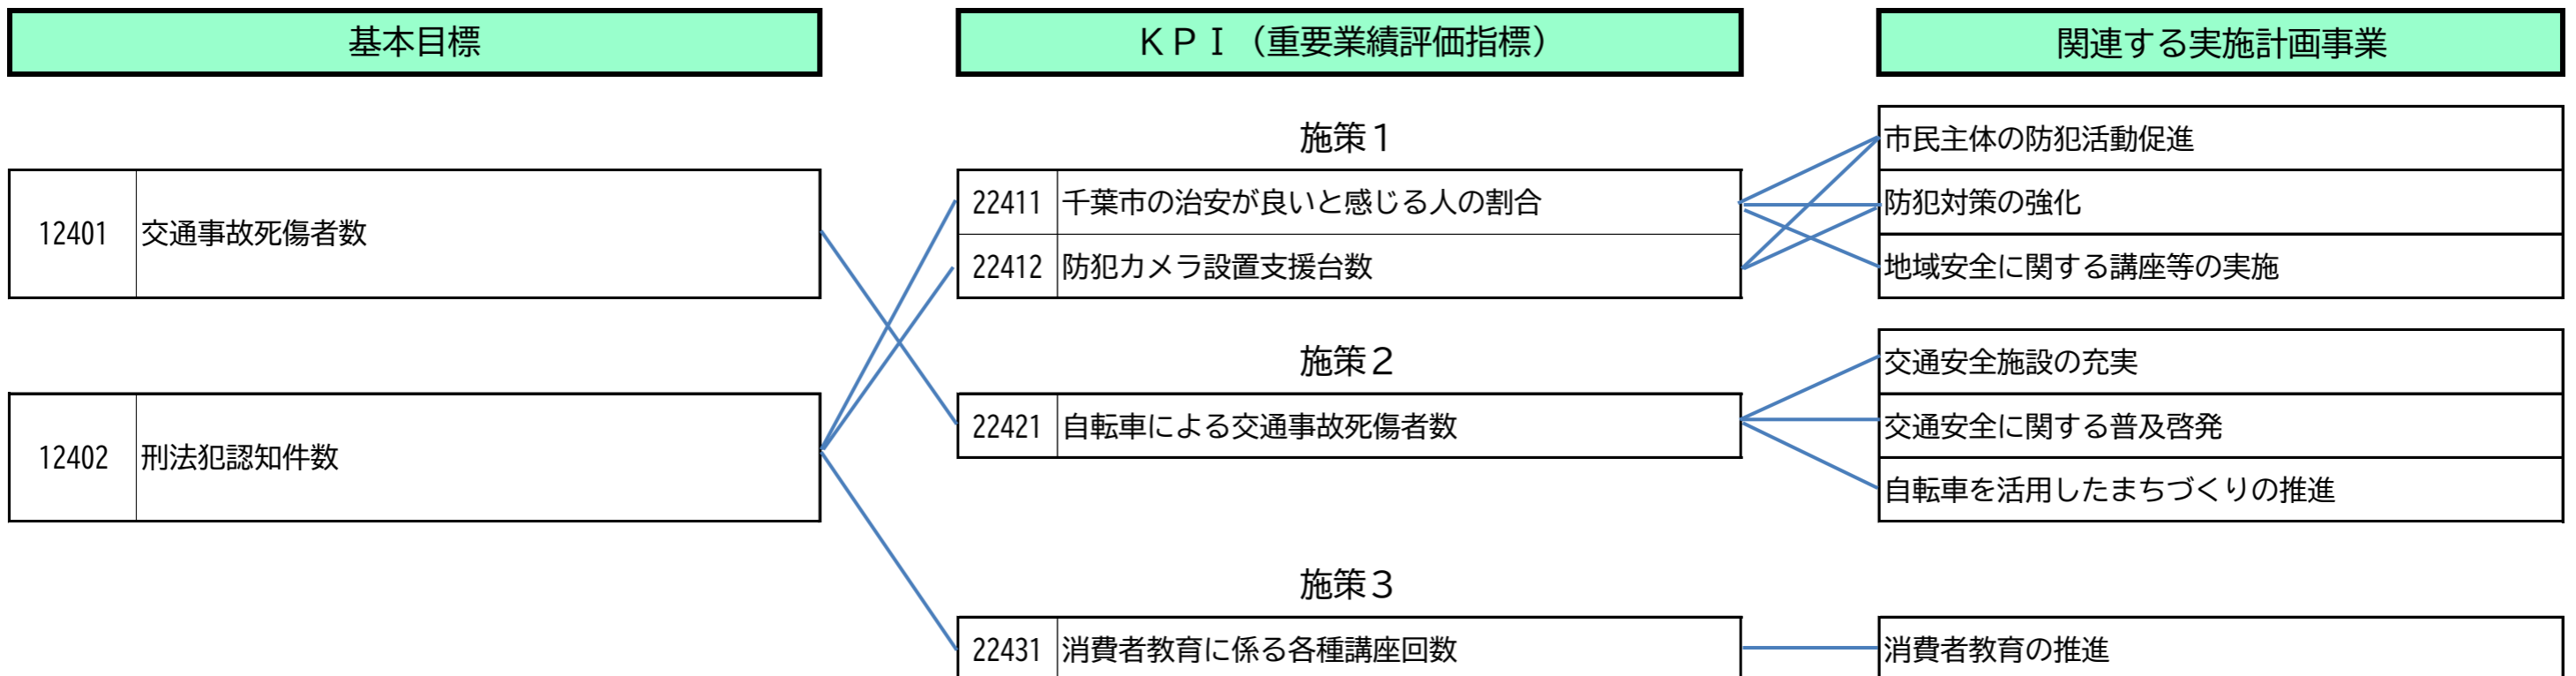 基本目標
ＫＰＩ（重要業績評価指標）
関連する実施計画事業
12401 交通事故死傷者数
12402 刑法犯認知件数
施策１
22411 千葉市の治安が良いと感じる人の割合
22412 防犯カメラ設置支援台数
施策２
22421 自転車による交通事故死傷者数
施策３
22431 消費者教育に係る各種講座回数
市民主体の防犯活動促進
防犯対策の強化
地域安全に関する講座等の実施
交通安全施設の充実
交通安全に関する普及啓発
自転車を活用したまちづくりの推進
消費者教育の推進